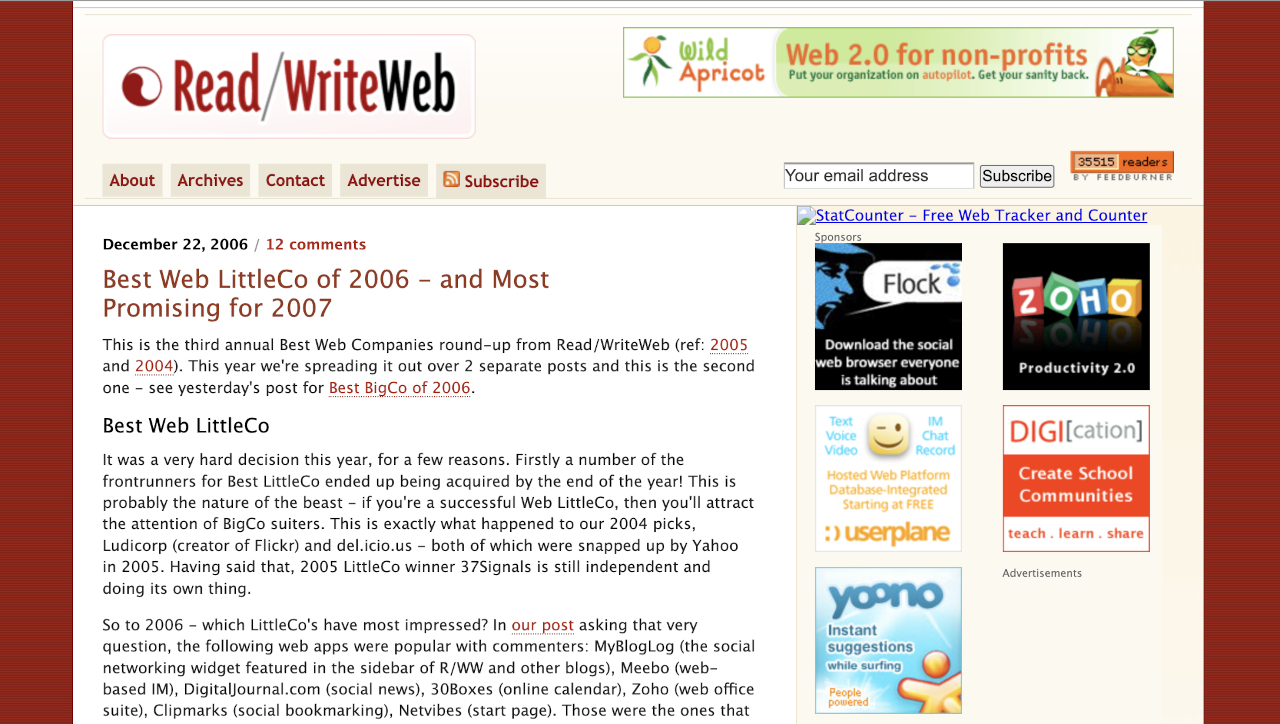 Read/WriteWeb
Wild Apricot
Web 2.0 for non-profits
Put your organization on autopilot. Get your sanity back.
About
Archives
Contact
Advertise
Subscribe
Your email address
Subscribe
35515 readers
BY FEEDBURNER
December 22, 2006 / 12 comments
Best Web LittleCo of 2006 – and Most
Promising for 2007
This is the third annual Best Web Companies round-up from Read/WriteWeb (ref: 2005
and 2004). This year we're spreading it out over 2 separate posts and this is the second
one – see yesterday's post for Best BigCo of 2006.
Best Web LittleCo
It was a very hard decision this year, for a few reasons. Firstly a number of the
frontrunners for Best LittleCo ended up being acquired by the end of the year! This is
probably the nature of the beast – if you're a successful Web LittleCo, then you'll attract
the attention of BigCo suiters. This is exactly what happened to our 2004 picks,
Ludicorp (creator of Flickr) and del.icio.us – both of which were snapped up by Yahoo
in 2005. Having said that, 2005 LittleCo winner 37Signals is still independent and
doing its own thing.
So to 2006 – which LittleCo's have most impressed? In our post asking that very
question, the following web apps were popular with commenters: MyBlogLog (the social
networking widget featured in the sidebar of R/WW and other blogs), Meebo (web-
based IM), DigitalJournal.com (social news), 30Boxes (online calendar), Zoho (web office
suite), Clipmarks (social bookmarking), Netvibes (start page). Those were the ones that
StatCounter – Free Web Tracker and Counter
Sponsors
Flock
Download the social
web browser everyone
is talking about
ZOHO
Productivity 2.0
Text
Voice
Video
IM
Chat
Record
Hosted Web Platform
Database-Integrated
Starting at FREE
:) userplane
DIGI[cation]
Create School
Communities
teach . learn . share
yoono
Instant
suggestions
while surfing
People
powered
Advertisements